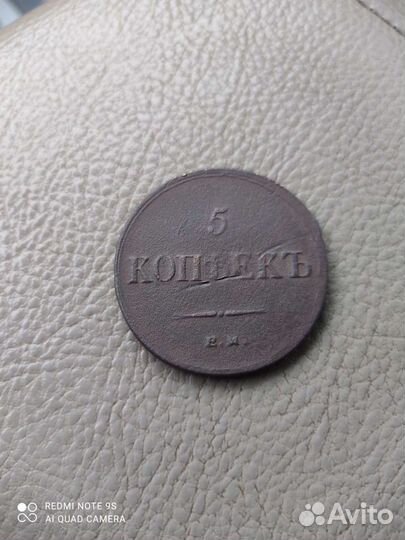 5
КОПѢЕКЪ
Е.М.
REDMI NOTE 9S
AI QUAD CAMERA
Avito